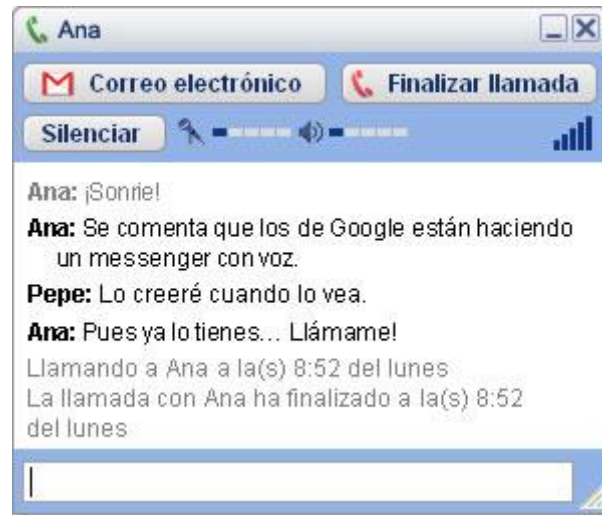 Ana
Correo electrónico
Finalizar llamada
Silenciar
Ana: ¡Sonrie!
Ana: Se comenta que los de Google están haciendo
un messenger con voz.
Pepe: Lo creeré cuando lo vea.
Ana: Pues ya lo tienes... Llámame!
Llamando a Ana a la(s) 8:52 del lunes
La llamada con Ana ha finalizado a la(s) 8:52
del lunes